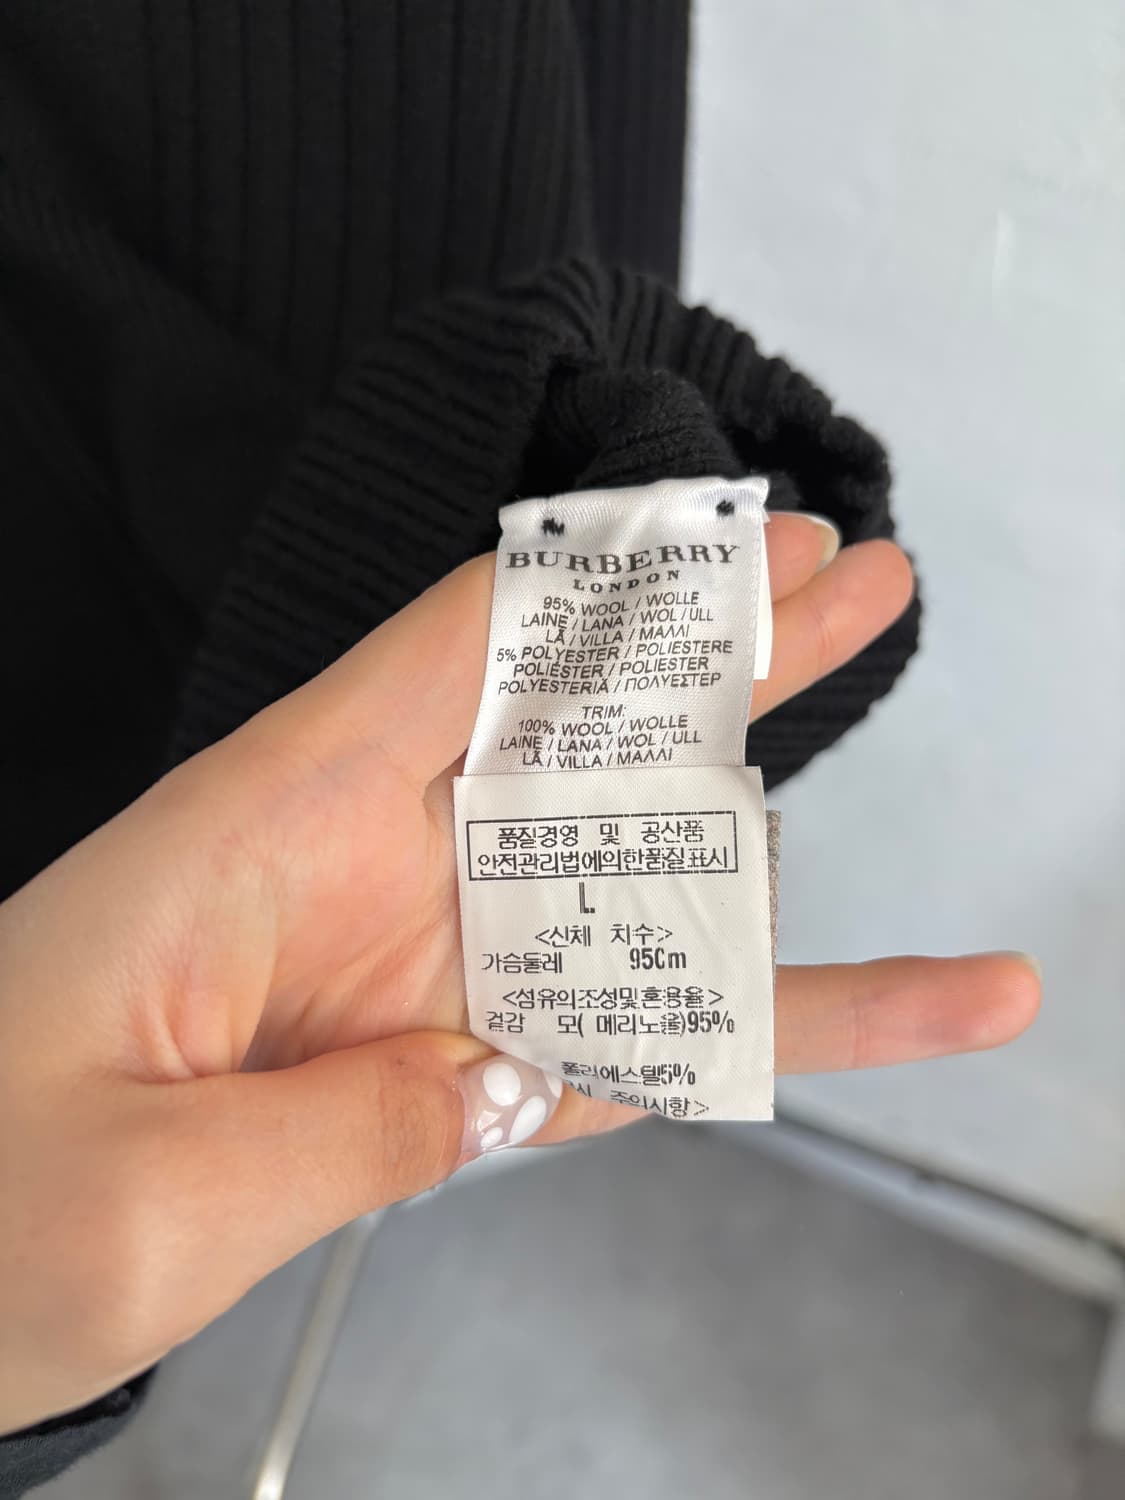 BURBERRY
LONDON
95% WOOL / WOLLE
LAINE / LANA / WOL / ULL
LÃ / VILLA / ΜΑΛΛΙ
5% POLYESTER / POLIESTERE
POLIÉSTER / POLIESTER
POLYESTERIÄ / ΠΟΛΥΕΣΤΕΡ
TRIM:
100% WOOL / WOLLE
LAINE / LANA / WOL / ULL
LÃ / VILLA / ΜΑΛΛΙ
품질경영 및 공산품
안전관리법에의한품질표시
L.
<신체 치수>
가슴둘레 95Cm
<섬유의조성및혼용율>
겉감 모( 메리노울)95%
폴리에스텔5%
주의사항>